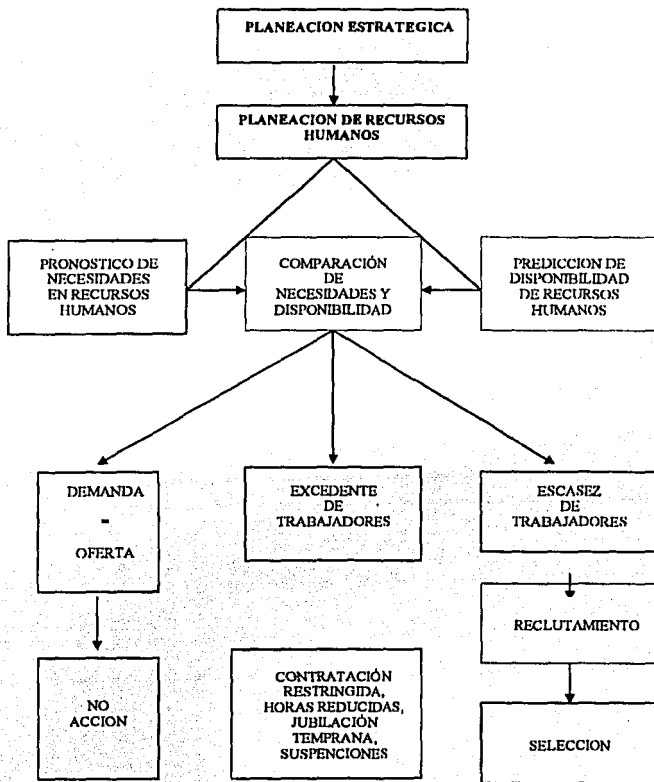 PLANEACION ESTRATEGICA
PLANEACION DE RECURSOS
HUMANOS
PRONOSTICO DE
NECESIDADES
EN RECURSOS
HUMANOS
COMPARACIÓN
DE
NECESIDADES Y
DISPONIBILIDAD
PREDICCION DE
DISPONIBILIDAD
DE RECURSOS
HUMANOS
DEMANDA
=
OFERTA
EXCEDENTE
DE
TRABAJADORES
ESCASEZ
DE
TRABAJADORES
RECLUTAMIENTO
NO
ACCION
CONTRATACIÓN
RESTRINGIDA,
HORAS REDUCIDAS,
JUBILACIÓN
TEMPRANA,
SUSPENCIONES
SELECCION